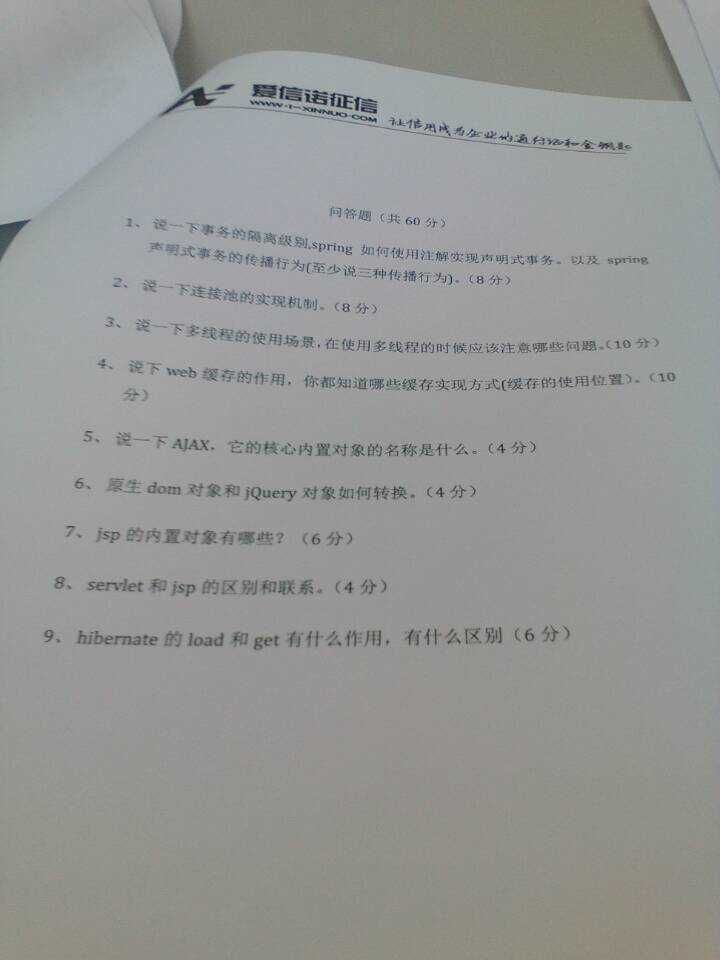 爱信诺征信
WWW·I-XINNUO·COM
让信用成为企业的通行证和金钥匙
问答题（共 60 分）
1、 说一下事务的隔离级别,spring 如何使用注解实现声明式事务。以及 spring
声明式事务的传播行为(至少说三种传播行为)。（8 分）
2、 说一下连接池的实现机制。（8 分）
3、 说一下多线程的使用场景,在使用多线程的时候应该注意哪些问题。（10 分）
4、 说下 web 缓存的作用，你都知道哪些缓存实现方式(缓存的使用位置)。（10
分）
5、 说一下 AJAX，它的核心内置对象的名称是什么。（4 分）
6、 原生 dom 对象和 jQuery 对象如何转换。（4 分）
7、 jsp 的内置对象有哪些？（6 分）
8、 servlet 和 jsp 的区别和联系。（4 分）
9、 hibernate 的 load 和 get 有什么作用，有什么区别（6 分）